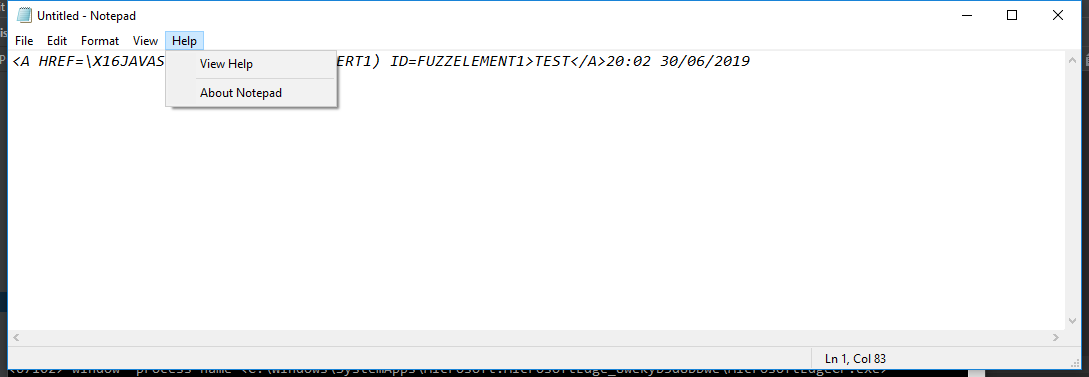 Untitled - Notepad
File Edit Format View Help
<A HREF=\X16JAVAS ERT1) ID=FUZZELEMENT1>TEST</A>20:02 30/06/2019
View Help
About Notepad
Ln 1, Col 83